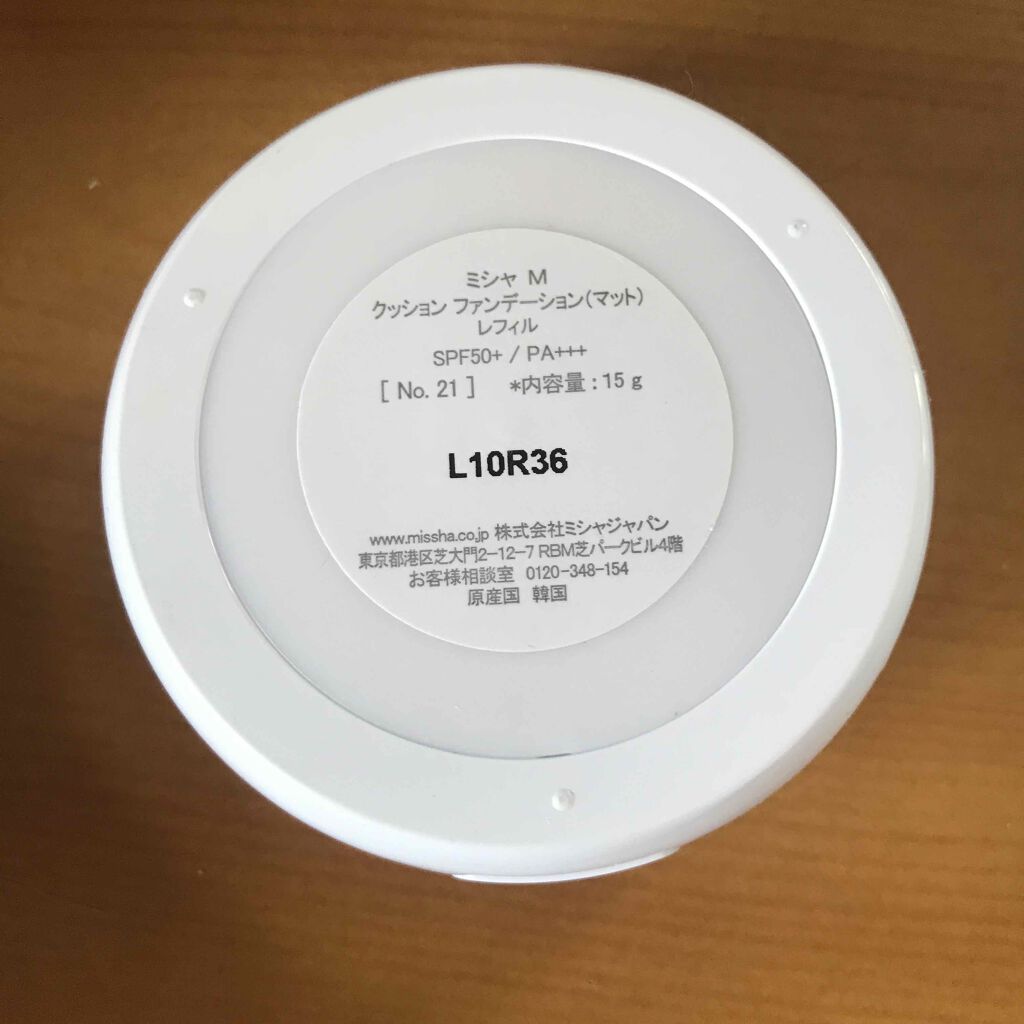 ミシャ M
クッション ファンデーション(マット)
レフィル
SPF50+ / PA+++
[ No. 21 ] *内容量 : 15 g
L10R36
www.missha.co.jp 株式会社ミシャジャパン
東京都港区芝大門2-12-7 RBM芝パークビル4階
お客様相談室 0120-348-154
原産国 韓国